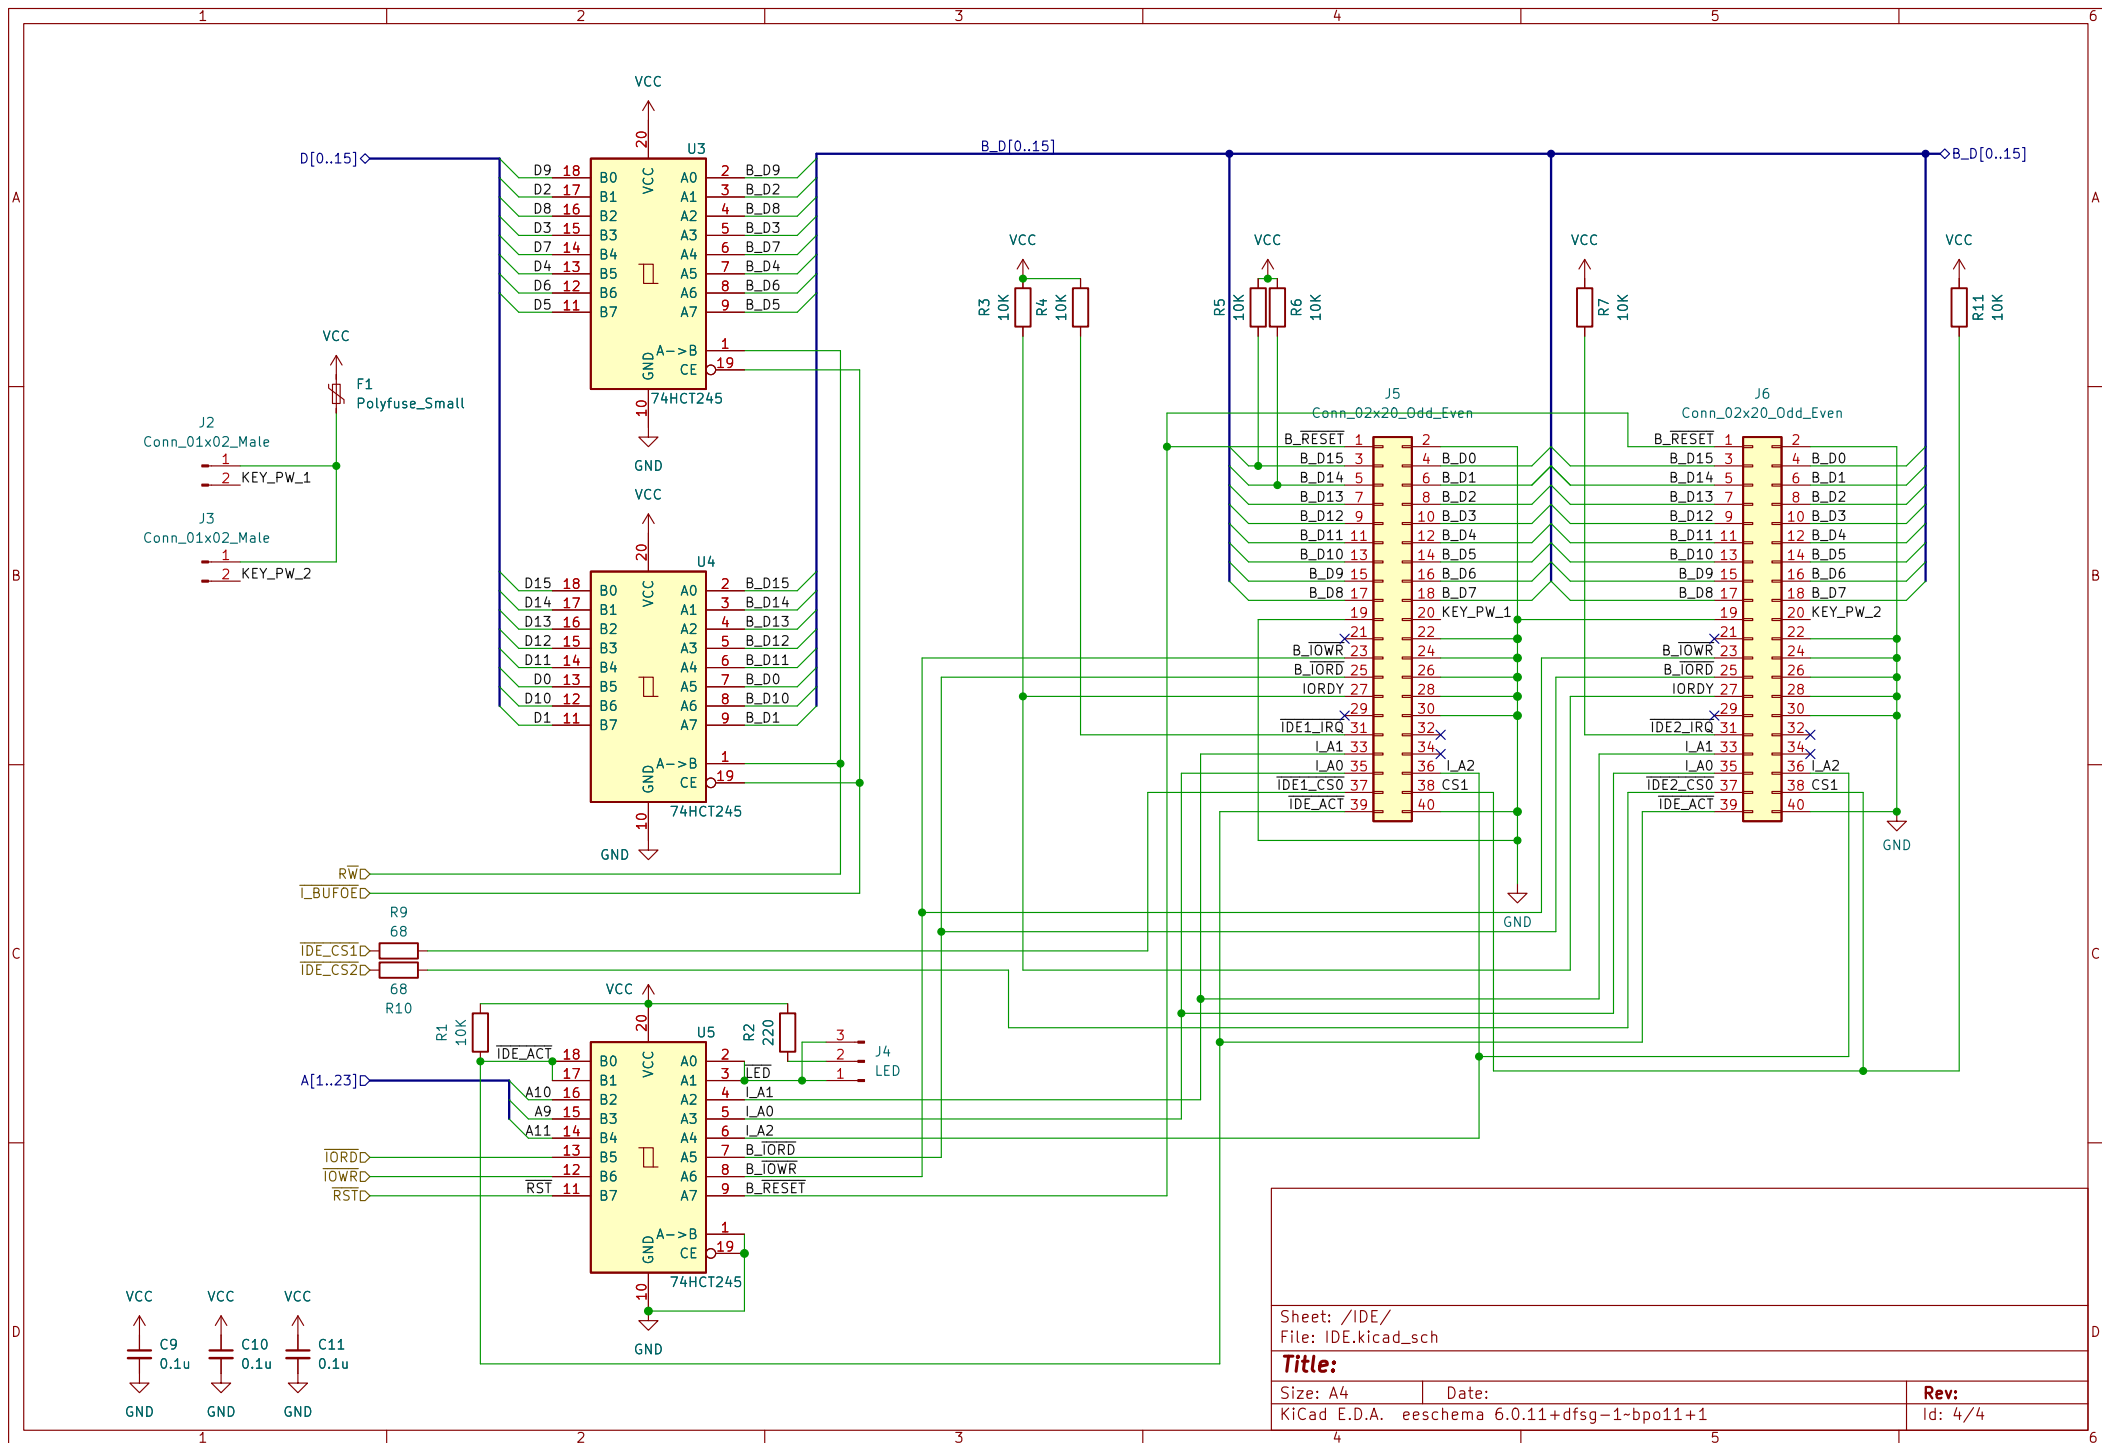 1 2 3 4 5 6
A A
B B
C C
D D
1 2 3 4 5 6
D[0..15]
B_D[0..15]
B_D[0..15]
VCC
20
U3
D9 18 B0 VCC A0 2 B_D9
D2 17 B1 A1 3 B_D2
D8 16 B2 A2 4 B_D8
D3 15 B3 A3 5 B_D3
D7 14 B4 A4 6 B_D7
D4 13 B5 A5 7 B_D4
D6 12 B6 A6 8 B_D6
D5 11 B7 A7 9 B_D5
A->B 1
GND CE 19
10 74HCT245
GND
VCC
F1
Polyfuse_Small
J2
Conn_01x02_Male
1
2 KEY_PW_1
J3
Conn_01x02_Male
1
2 KEY_PW_2
VCC
20
U4
D15 18 B0 VCC A0 2 B_D15
D14 17 B1 A1 3 B_D14
D13 16 B2 A2 4 B_D13
D12 15 B3 A3 5 B_D12
D11 14 B4 A4 6 B_D11
D0 13 B5 A5 7 B_D0
D10 12 B6 A6 8 B_D10
D1 11 B7 A7 9 B_D1
A->B 1
GND CE 19
10 74HCT245
GND
VCC
R3 10K
R4 10K
VCC
R5 10K
R6 10K
VCC
R7 10K
VCC
R11 10K
J5
Conn_02x20_Odd_Even
B_RESET 1 2
B_D15 3 4 B_D0
B_D14 5 6 B_D1
B_D13 7 8 B_D2
B_D12 9 10 B_D3
B_D11 11 12 B_D4
B_D10 13 14 B_D5
B_D9 15 16 B_D6
B_D8 17 18 B_D7
19 20 KEY_PW_1
21 22
B_IOWR 23 24
B_IORD 25 26
IORDY 27 28
29 30
IDE1_IRQ 31 32
I_A1 33 34
I_A0 35 36 I_A2
IDE1_CS0 37 38 CS1
IDE_ACT 39 40
GND
J6
Conn_02x20_Odd_Even
B_RESET 1 2
B_D15 3 4 B_D0
B_D14 5 6 B_D1
B_D13 7 8 B_D2
B_D12 9 10 B_D3
B_D11 11 12 B_D4
B_D10 13 14 B_D5
B_D9 15 16 B_D6
B_D8 17 18 B_D7
19 20 KEY_PW_2
21 22
B_IOWR 23 24
B_IORD 25 26
IORDY 27 28
29 30
IDE2_IRQ 31 32
I_A1 33 34
I_A0 35 36 I_A2
IDE2_CS0 37 38 CS1
IDE_ACT 39 40
GND
RW
I_BUFOE
R9
68
IDE_CS1
IDE_CS2
68
R10
VCC
R1 10K
20
U5
R2 220
3
2
1
J4
LED
IDE_ACT 18 B0 VCC A0 2
17 B1 A1 3 LED
A[1..23]
A10 16 B2 A2 4 I_A1
A9 15 B3 A3 5 I_A0
A11 14 B4 A4 6 I_A2
IORD 13 B5 A5 7 B_IORD
IOWR 12 B6 A6 8 B_IOWR
RST RST 11 B7 A7 9 B_RESET
A->B 1
GND CE 19
10 74HCT245
GND
VCC VCC VCC
C9 C10 C11
0.1u 0.1u 0.1u
GND GND GND
Sheet: /IDE/
File: IDE.kicad_sch
Title:
Size: A4 Date: Rev:
KiCad E.D.A. eeschema 6.0.11+dfsg-1~bpo11+1 Id: 4/4